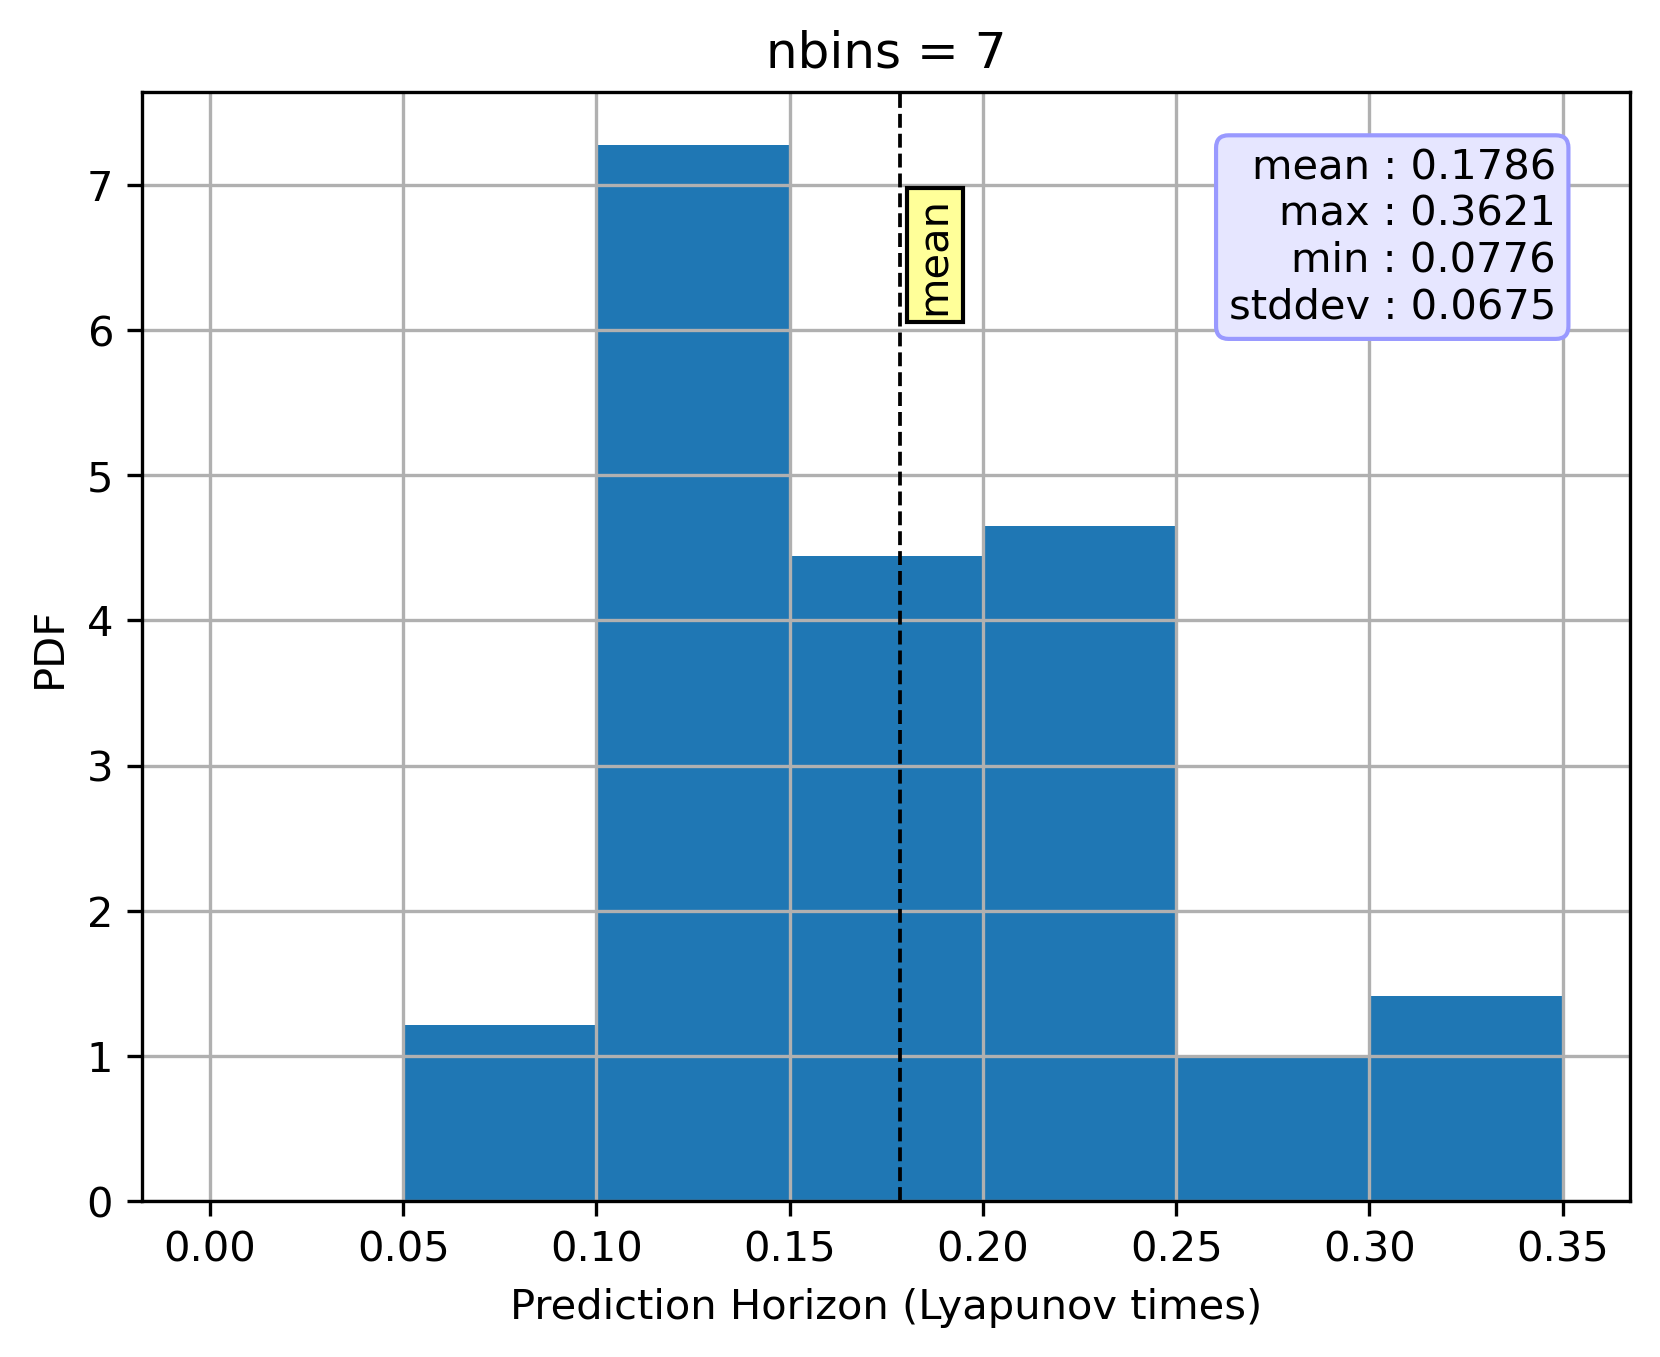 nbins = 7
mean : 0.1786
max : 0.3621
min : 0.0776
stddev : 0.0675
mean
PDF
7
6
5
4
3
2
1
0
0.00 0.05 0.10 0.15 0.20 0.25 0.30 0.35
Prediction Horizon (Lyapunov times)